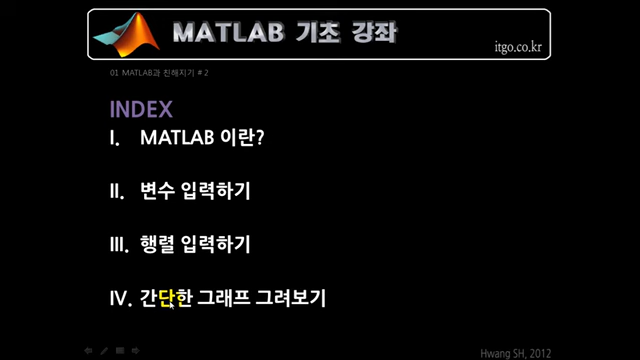 MATLAB 기초 강좌
itgo.co.kr
01 MATLAB과 친해지기 # 2
INDEX
I. MATLAB 이란?
II. 변수 입력하기
III. 행렬 입력하기
IV. 간단한 그래프 그려보기
Hwang SH, 2012